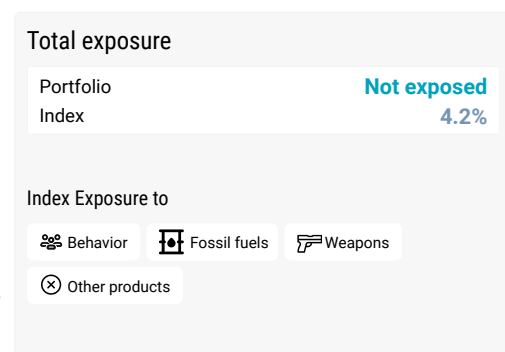 Total exposure
Portfolio Not exposed
Index 4.2%
Index Exposure to
Behavior Fossil fuels Weapons
Other products